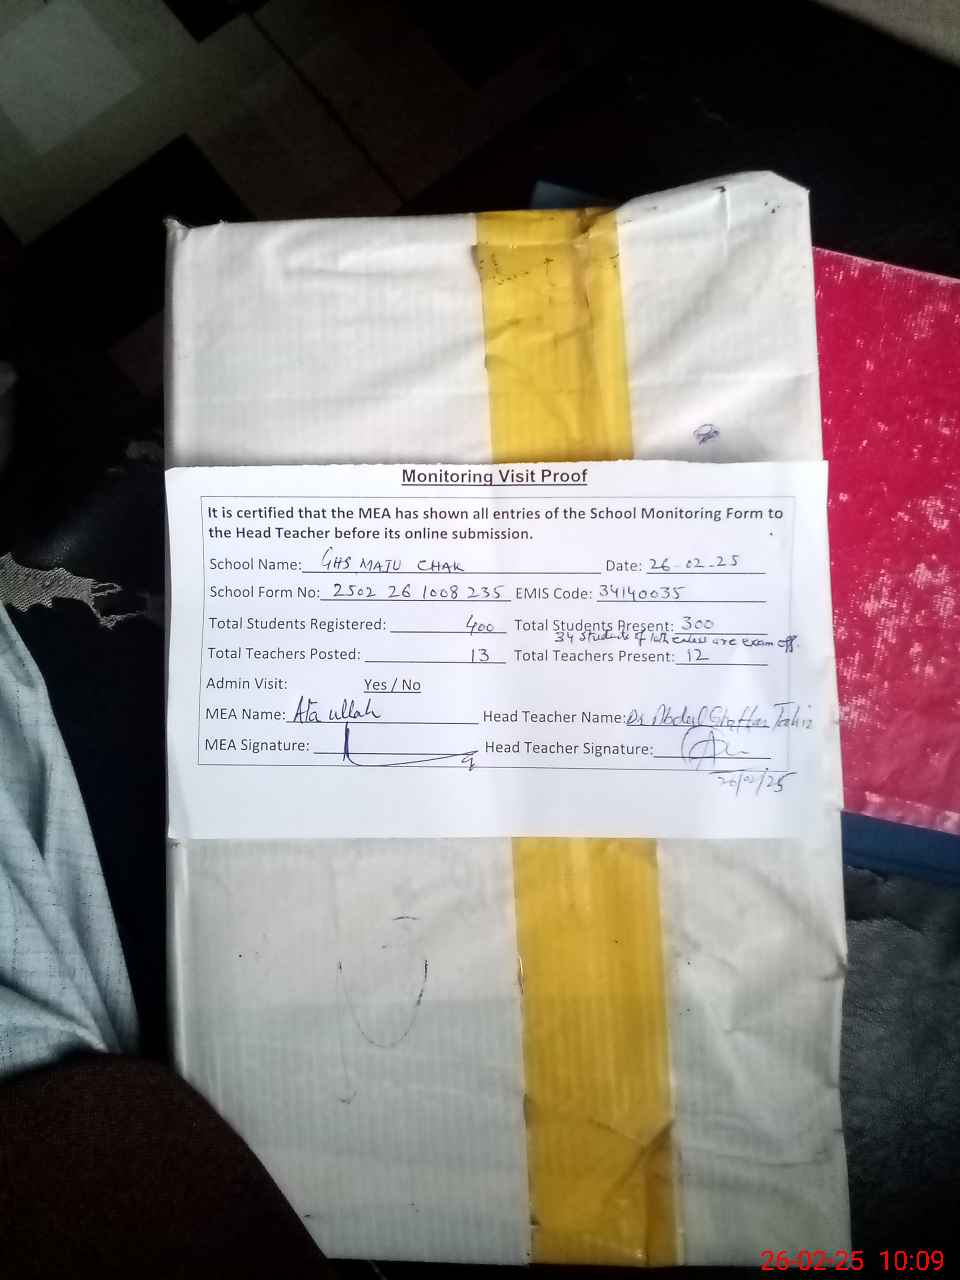 Monitoring Visit Proof
It is certified that the MEA has shown all entries of the School Monitoring Form to
the Head Teacher before its online submission.
School Name: GHS MAJU CHAK Date: 26-02-25
School Form No: 2502 26 1008 235 EMIS Code: 34140035
Total Students Registered: 400 Total Students Present: 300
34 students of 10th class are exam off.
Total Teachers Posted: 13 Total Teachers Present: 12
Admin Visit: Yes / No
MEA Name: Ata ullah Head Teacher Name: Dr Abdul Ghaffar Tahir
MEA Signature: Head Teacher Signature:
26/02/25
26-02-25 10:09